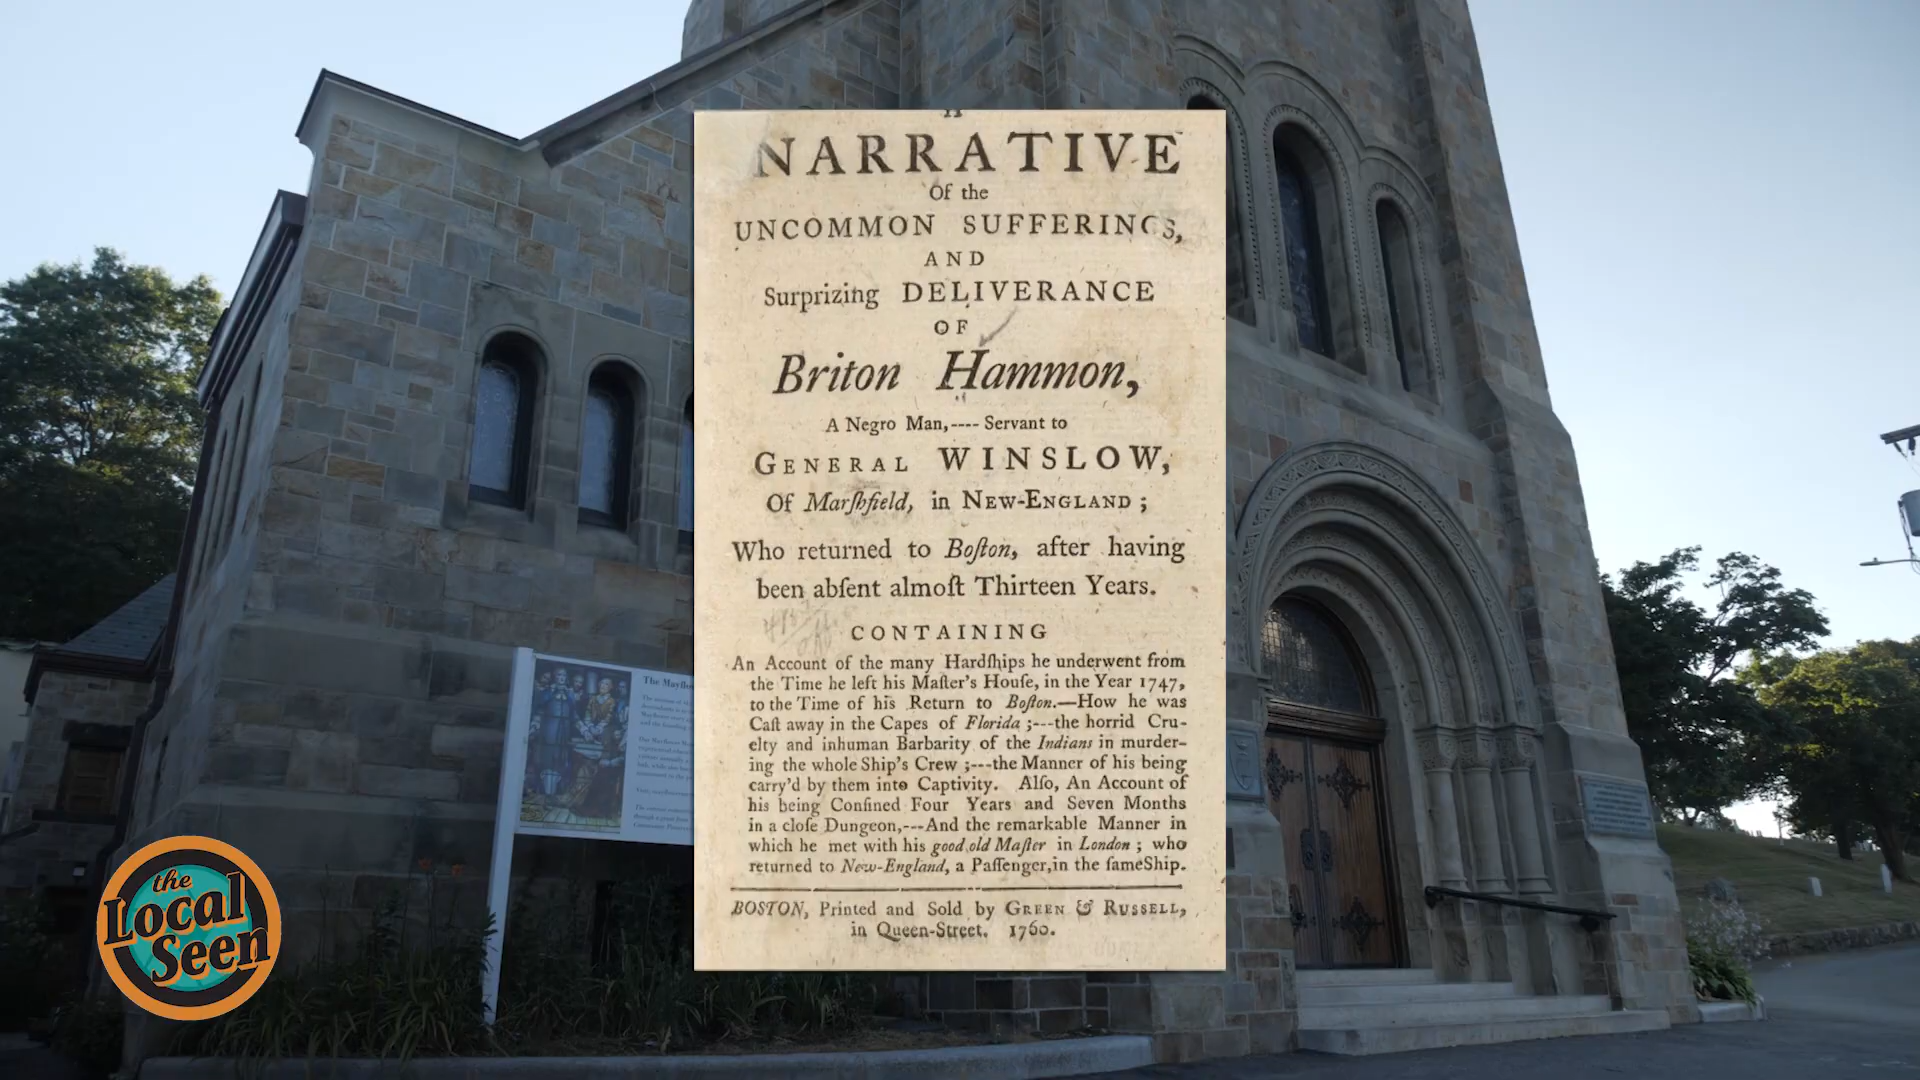 A
NARRATIVE
Of the
UNCOMMON SUFFERINGS,
AND
Surprizing DELIVERANCE
OF
Briton Hammon,
A Negro Man,---- Servant to
GENERAL WINSLOW,
Of Marſhfield, in NEW-ENGLAND ;
Who returned to Boſton, after having
been abſent almoſt Thirteen Years.
CONTAINING
An Account of the many Hardſhips he underwent from
the Time he left his Maſter's Houſe, in the Year 1747,
to the Time of his Return to Boſton.—How he was
Caſt away in the Capes of Florida ;---the horrid Cru-
elty and inhuman Barbarity of the Indians in murder-
ing the whole Ship's Crew ;---the Manner of his being
carry'd by them into Captivity. Alſo, An Account of
his being Confined Four Years and Seven Months
in a cloſe Dungeon,---And the remarkable Manner in
which he met with his good old Maſter in London ; who
returned to New-England, a Paſſenger, in the ſameShip.
BOSTON, Printed and Sold by GREEN & RUSSELL,
in Queen-Street. 1760.
The
the
Local
Seen